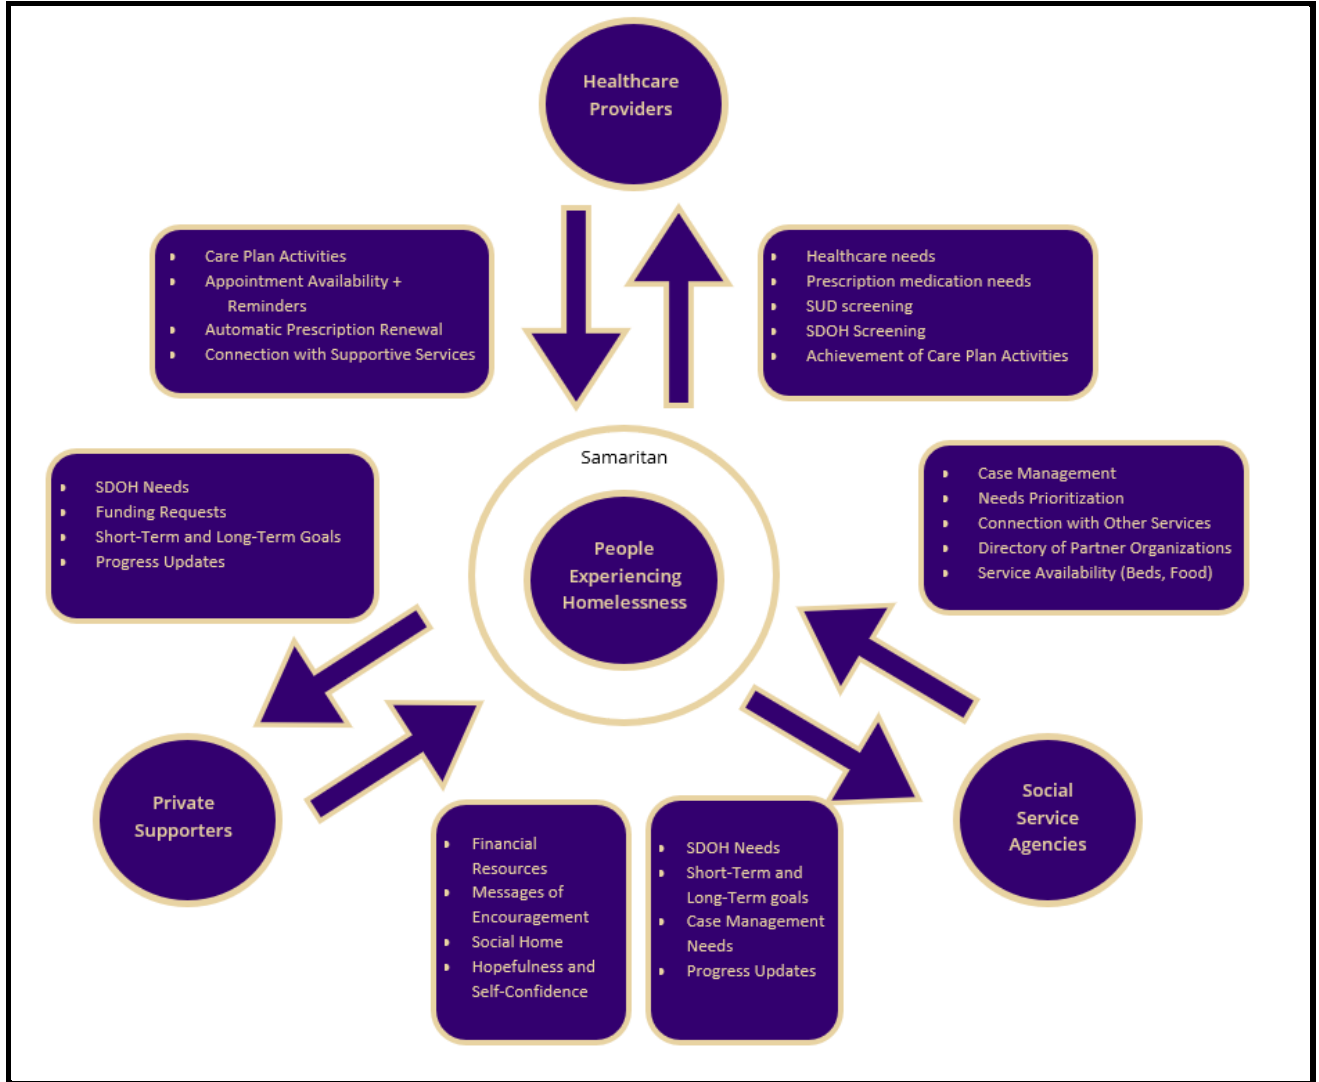 Healthcare
Providers
• Care Plan Activities
• Appointment Availability +
Reminders
• Automatic Prescription Renewal
• Connection with Supportive Services
• Healthcare needs
• Prescription medication needs
• SUD screening
• SDOH Screening
• Achievement of Care Plan Activities
Samaritan
People
Experiencing
Homelessness
• SDOH Needs
• Funding Requests
• Short-Term and Long-Term Goals
• Progress Updates
• Case Management
• Needs Prioritization
• Connection with Other Services
• Directory of Partner Organizations
• Service Availability (Beds, Food)
Private
Supporters
• Financial
Resources
• Messages of
Encouragement
• Social Home
• Hopefulness and
Self-Confidence
• SDOH Needs
• Short-Term and
Long-Term goals
• Case Management
Needs
• Progress Updates
Social
Service
Agencies